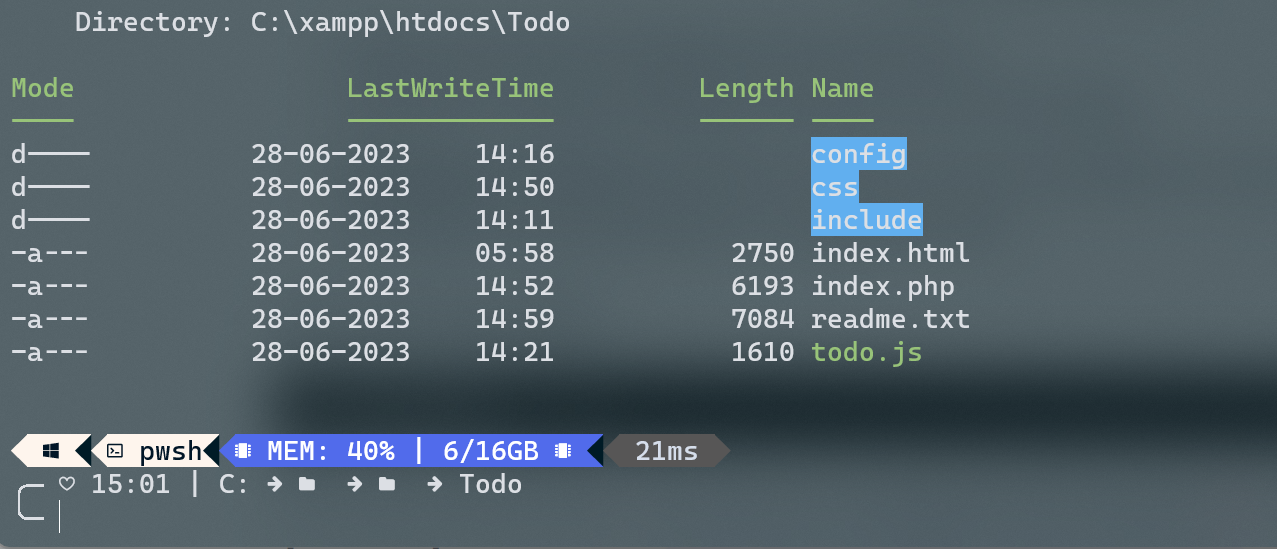 Directory: C:\xampp\htdocs\Todo
Mode LastWriteTime Length Name
d---- 28-06-2023 14:16 config
d---- 28-06-2023 14:50 css
d---- 28-06-2023 14:11 include
-a--- 28-06-2023 05:58 2750 index.html
-a--- 28-06-2023 14:52 6193 index.php
-a--- 28-06-2023 14:59 7084 readme.txt
-a--- 28-06-2023 14:21 1610 todo.js
pwsh MEM: 40% | 6/16GB 21ms
♡ 15:01 | C: → → → Todo